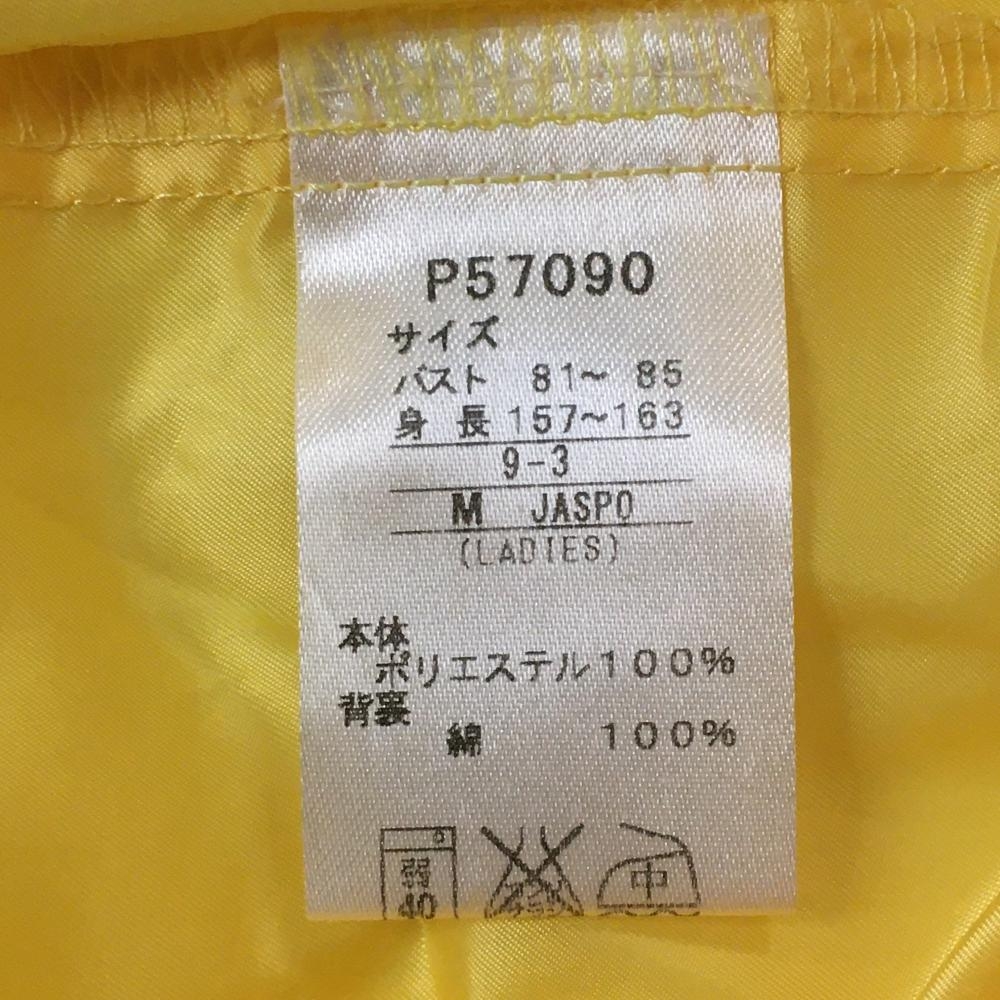 P57090
サイズ
バスト 81～ 85
身 長 157～163
9-3
M JASPO
(LADIES)
本体
ポリエステル100%
背裏
綿 100%
弱 中
40